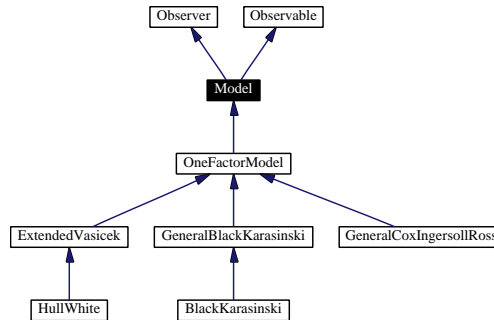 Observer
Observable
Model
OneFactorModel
ExtendedVasicek
GeneralBlackKarasinski
GeneralCoxIngersollRoss
HullWhite
BlackKarasinski